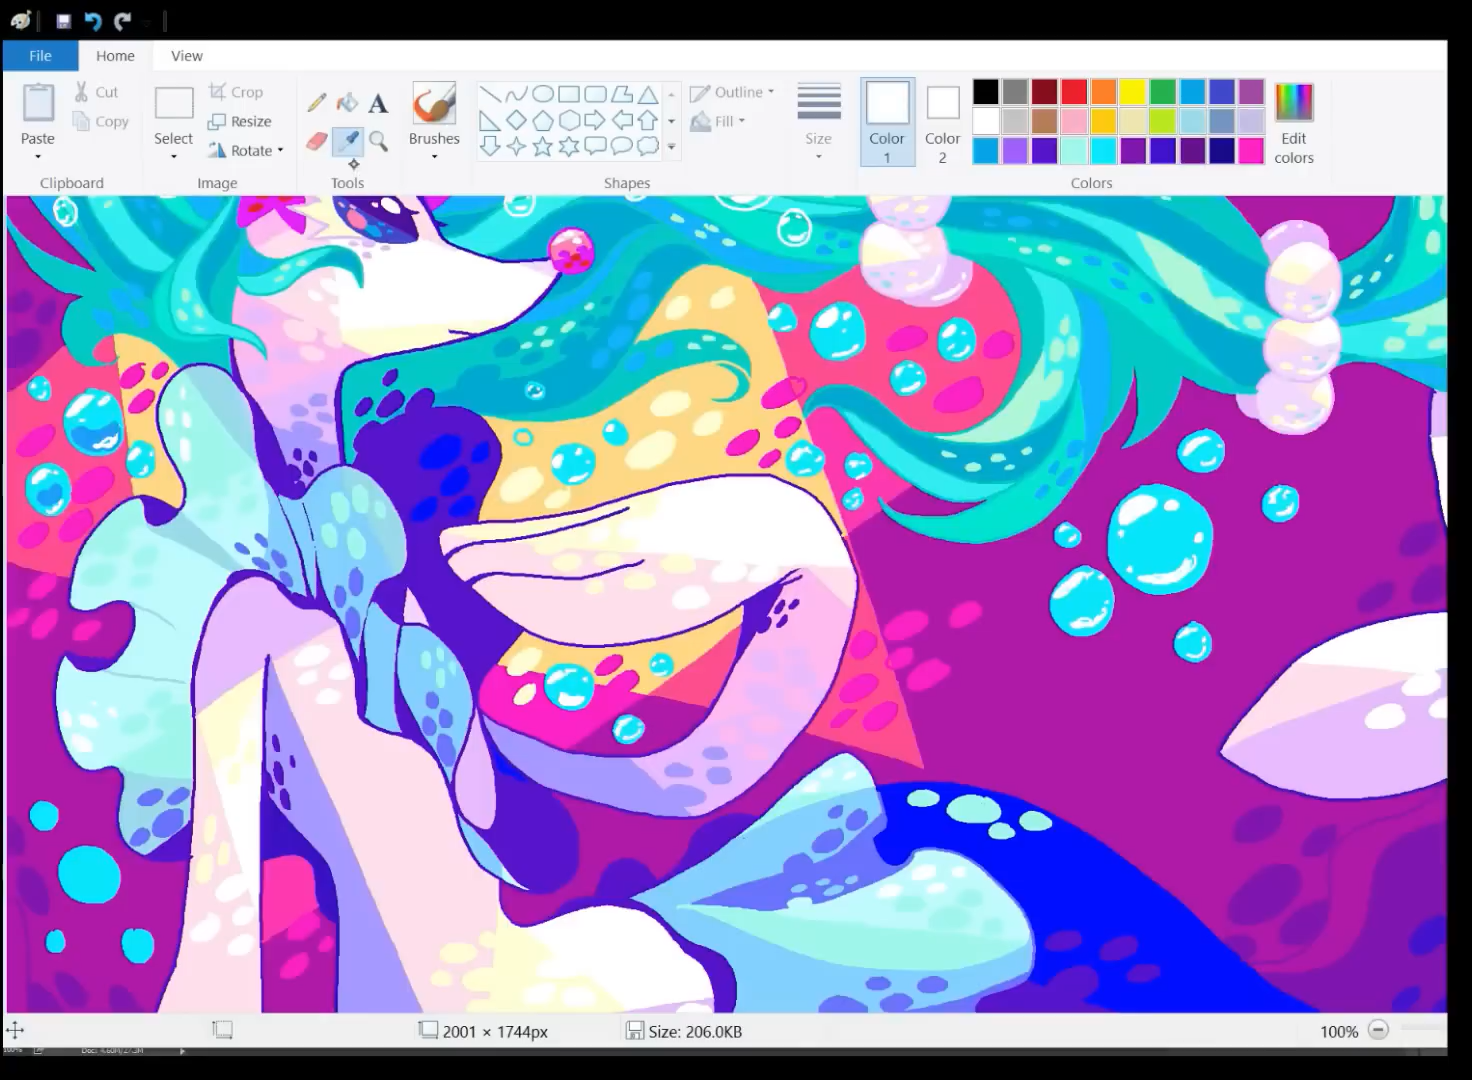 File Home View
Paste
Cut
Copy
Clipboard
Select
Crop
Resize
Rotate
Image
A
Tools
Brushes
Shapes
Outline
Fill
Size
Color
1
Color
2
Edit
colors
Colors
2001 × 1744px
Size: 206.0KB
100%
100%